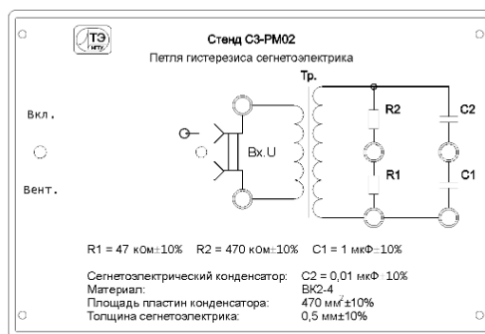 ТЭ
НГТУ
Стенд С3-РМ02
Петля гистерезиса сегнетоэлектрика
Тр.
Вкл.
R2
C2
Вх.U
Вент.
R1
C1
R1 = 47 кОм±10% R2 = 470 кОм±10% C1 = 1 мкФ±10%
Сегнетоэлектрический конденсатор: C2 = 0,01 мкФ ±10%
Материал: ВК2-4
Площадь пластин конденсатора: 470 мм²±10%
Толщина сегнетоэлектрика: 0,5 мм±10%